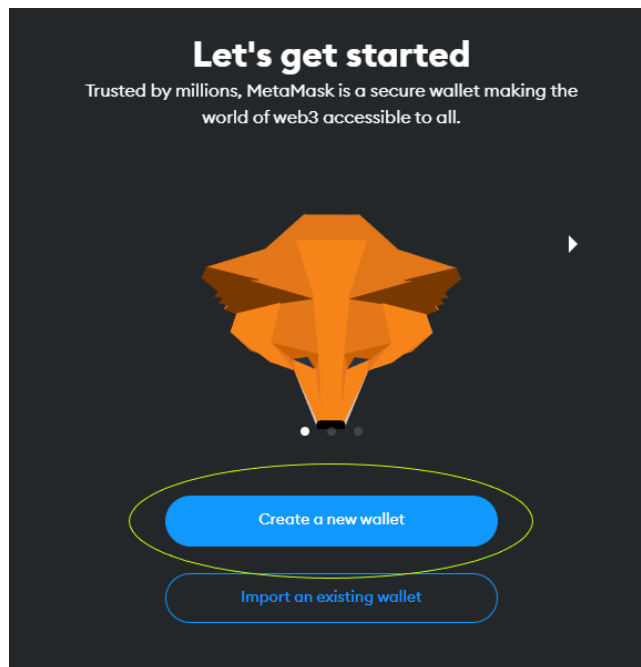 Let's get started
Trusted by millions, MetaMask is a secure wallet making the
world of web3 accessible to all.
Create a new wallet
Import an existing wallet